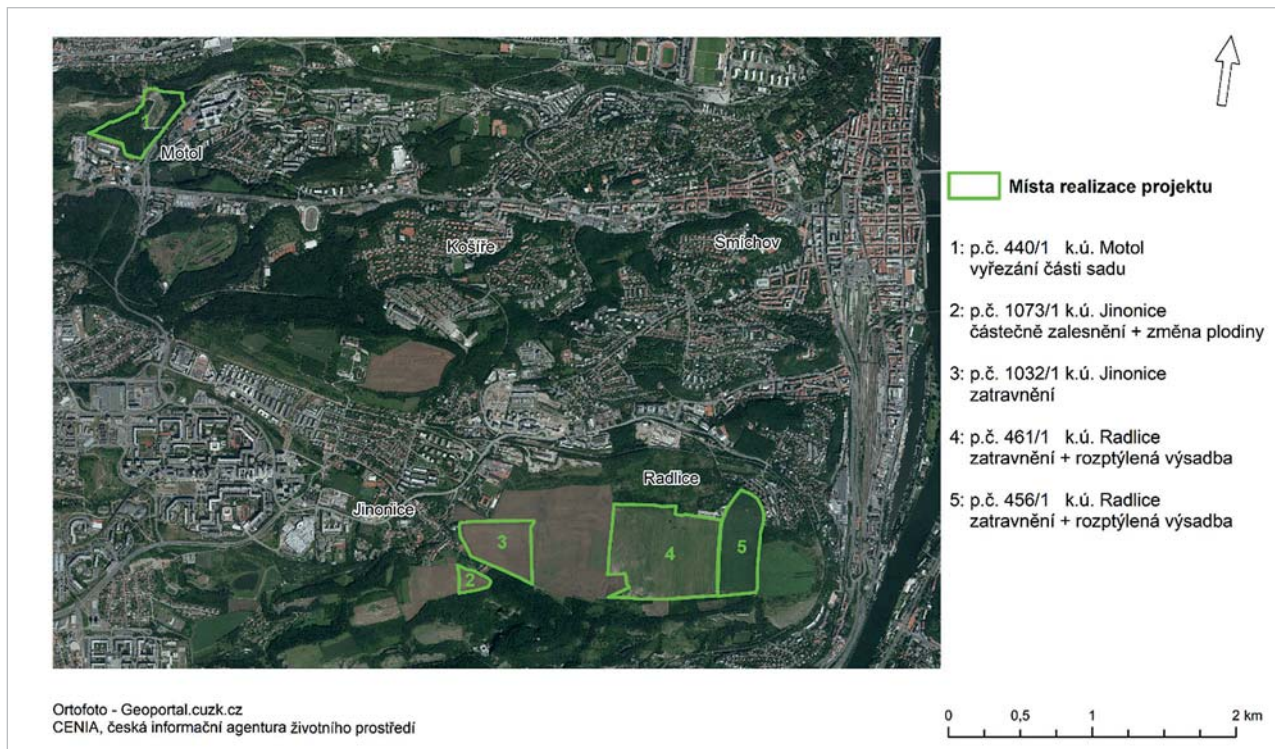 Motol
Košíře
Smíchov
Radlice
Jinonice
3
4
5
2
Místa realizace projektu
1: p.č. 440/1 k.ú. Motol
vyřezání části sadu
2: p.č. 1073/1 k.ú. Jinonice
částečně zalesnění + změna plodiny
3: p.č. 1032/1 k.ú. Jinonice
zatravnění
4: p.č. 461/1 k.ú. Radlice
zatravnění + rozptýlená výsadba
5: p.č. 456/1 k.ú. Radlice
zatravnění + rozptýlená výsadba
Ortofoto - Geoportal.cuzk.cz
CENIA, česká informační agentura životního prostředí
0 0,5 1 2 km